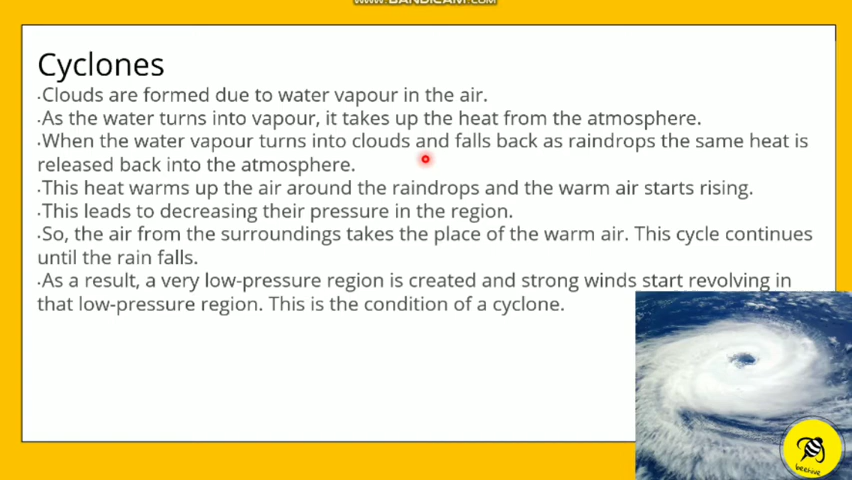 WWW.BANDICAM.COM
Cyclones
·Clouds are formed due to water vapour in the air.
·As the water turns into vapour, it takes up the heat from the atmosphere.
·When the water vapour turns into clouds and falls back as raindrops the same heat is
released back into the atmosphere.
·This heat warms up the air around the raindrops and the warm air starts rising.
·This leads to decreasing their pressure in the region.
·So, the air from the surroundings takes the place of the warm air. This cycle continues
until the rain falls.
·As a result, a very low-pressure region is created and strong winds start revolving in
that low-pressure region. This is the condition of a cyclone.
beehive